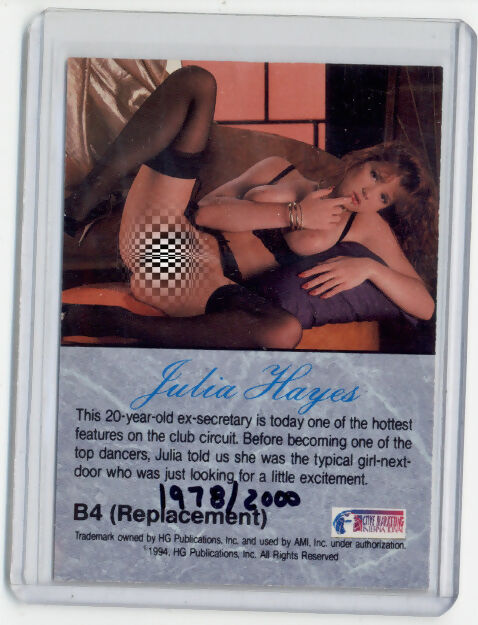 Julia Hayes
This 20-year-old ex-secretary is today one of the hottest
features on the club circuit. Before becoming one of the
top dancers, Julia told us she was the typical girl-next-
door who was just looking for a little excitement.
1978/2000
B4 (Replacement)
ACTIVE MARKETING
INTERNATIONAL
Trademark owned by HG Publications, Inc. and used by AMI, Inc. under authorization.
©1994, HG Publications, Inc. All Rights Reserved